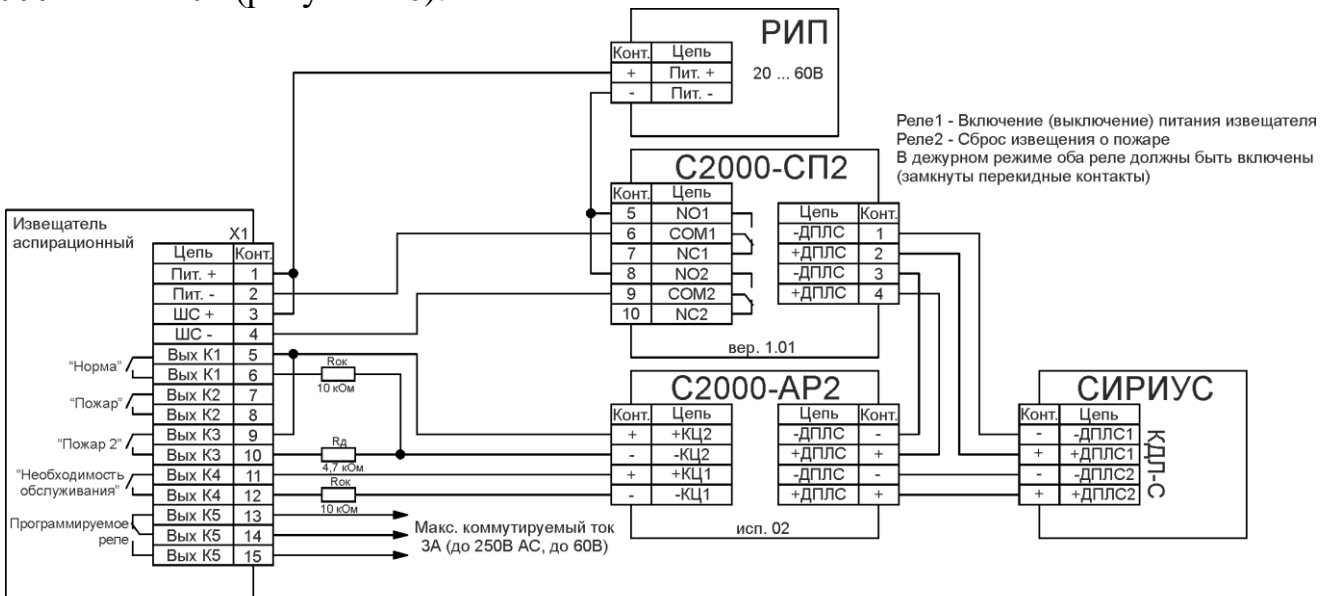 РИП
Конт. Цепь
+ Пит. +
- Пит. -
20 ... 60В
Реле1 - Включение (выключение) питания извещателя
Реле2 - Сброс извещения о пожаре
В дежурном режиме оба реле должны быть включены
(замкнуты перекидные контакты)
С2000-СП2
Конт. Цепь
5 NO1
6 COM1
7 NC1
8 NO2
9 COM2
10 NC2
Цепь Конт.
-ДПЛС 1
+ДПЛС 2
-ДПЛС 3
+ДПЛС 4
вер. 1.01
Извещатель
аспирационный
X1
Цепь Конт.
Пит. + 1
Пит. - 2
ШС + 3
ШС - 4
Вых К1 5
Вых К1 6
Вых К2 7
Вых К2 8
Вых К3 9
Вых К3 10
Вых К4 11
Вых К4 12
Вых К5 13
Вых К5 14
Вых К5 15
"Норма"
"Пожар"
"Пожар 2"
"Необходимость
обслуживания"
Программируемое
реле
Rок
10 кОм
Rд
4,7 кОм
Rок
10 кОм
Макс. коммутируемый ток
3А (до 250В AC, до 60В)
С2000-АР2
Конт. Цепь
+ +КЦ2
- -КЦ2
+ +КЦ1
- -КЦ1
Цепь Конт.
-ДПЛС -
+ДПЛС +
-ДПЛС -
+ДПЛС +
исп. 02
СИРИУС
Конт. Цепь
- -ДПЛС1
+ +ДПЛС1
- -ДПЛС2
+ +ДПЛС2
КДЛ-С